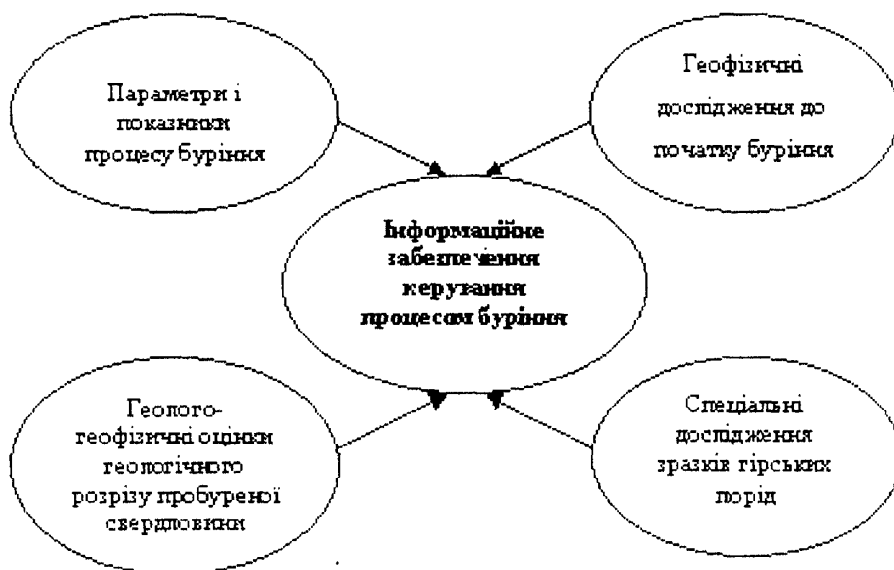 Параметри і
показники
процесу буріння
Геофізичні
дослідження до
початку буріння
Інформаційне
забезпечення
керування
процесом буріння
Геолого-
геофізичні оцінки
геологічного
розрізу пробуреної
свердловини
Спеціальні
дослідження
зразків гірських
порід